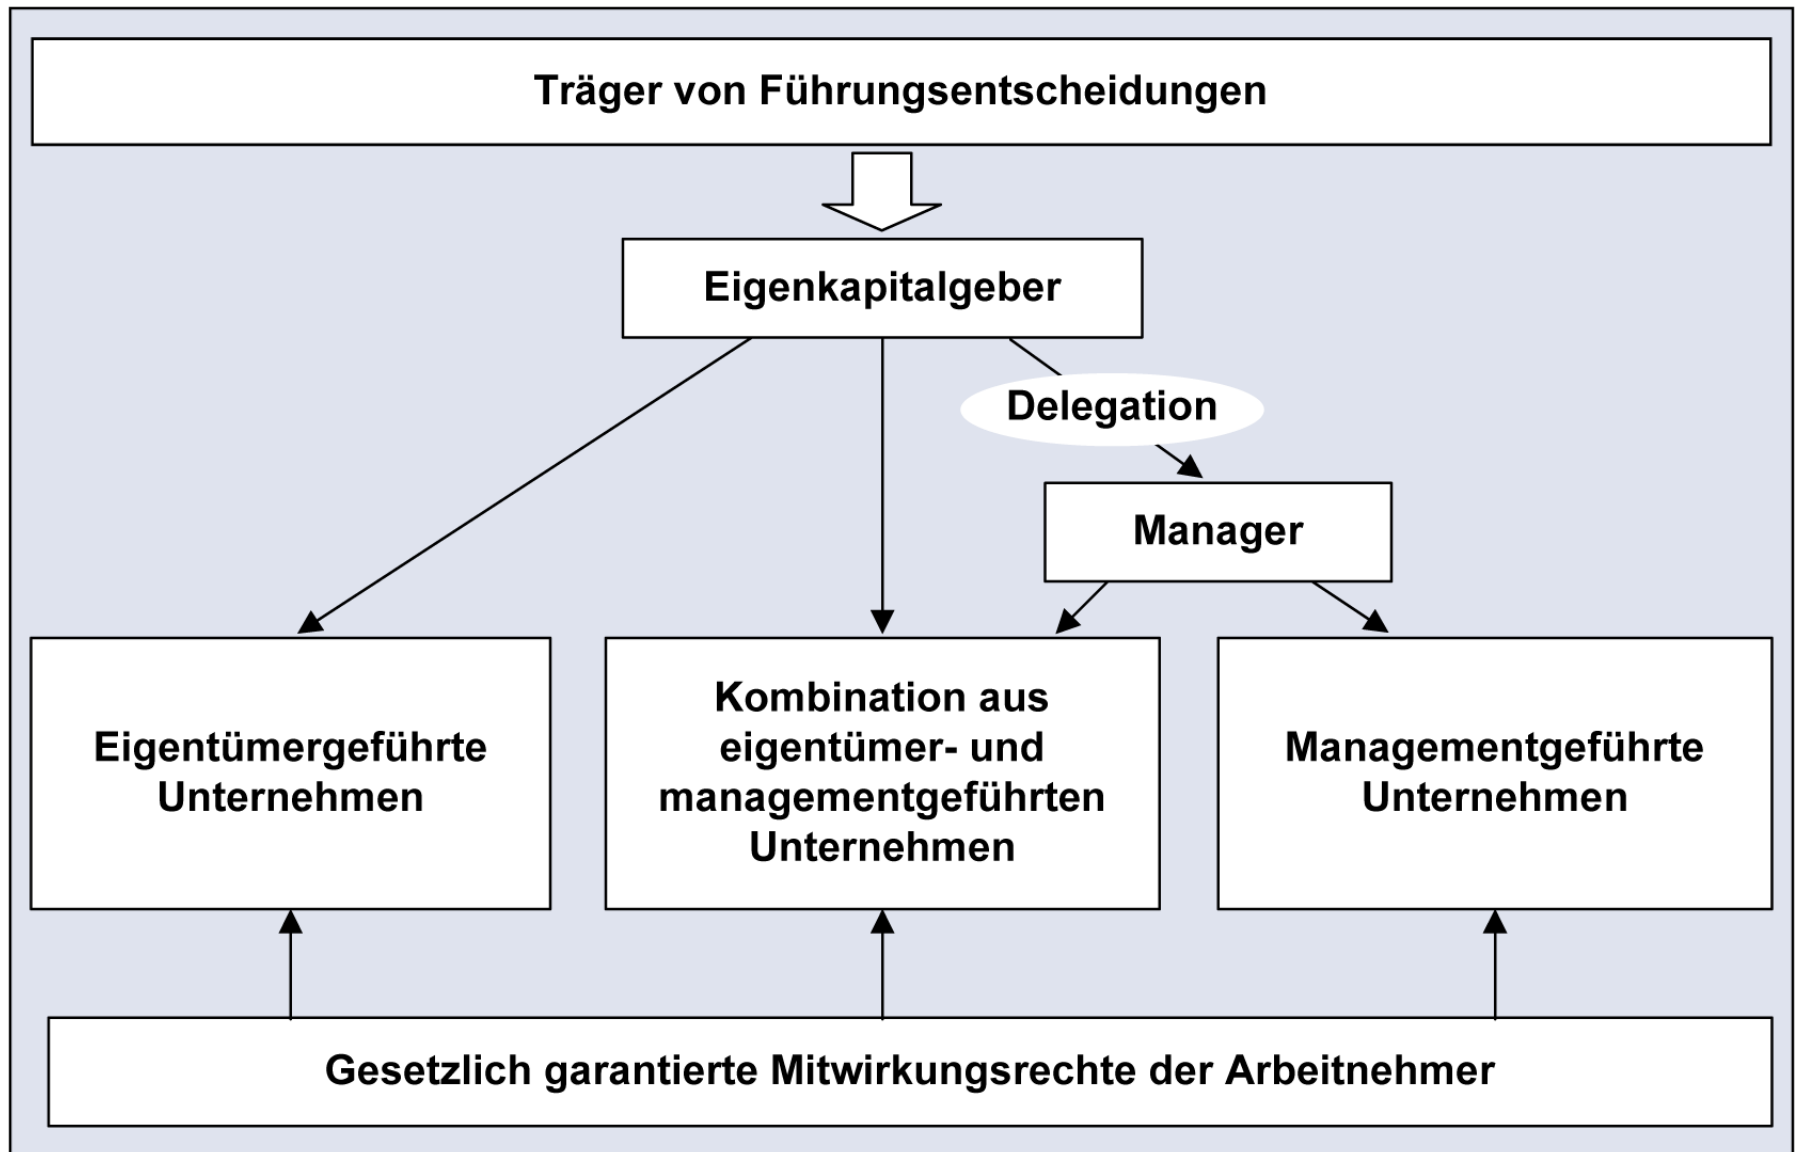 Träger von Führungsentscheidungen
Eigenkapitalgeber
Delegation
Manager
Eigentümergeführte
Unternehmen
Kombination aus
eigentümer- und
managementgeführten
Unternehmen
Managementgeführte
Unternehmen
Gesetzlich garantierte Mitwirkungsrechte der Arbeitnehmer